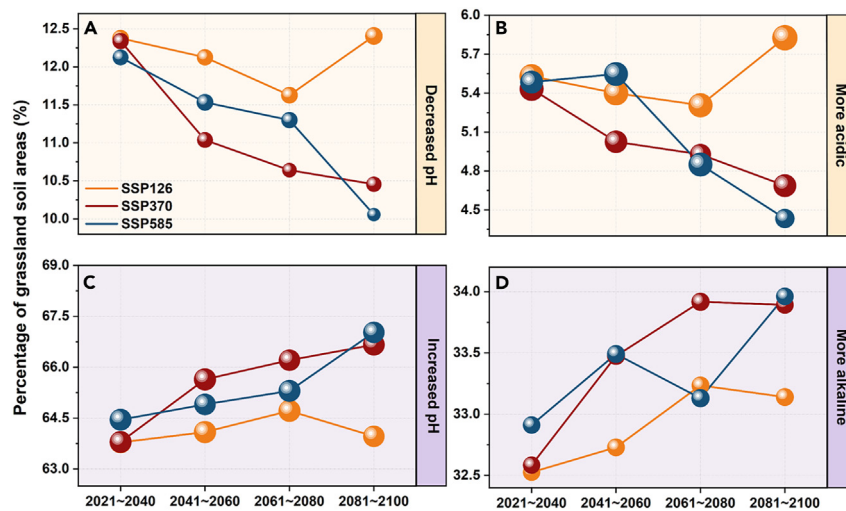 A
12.5
12.0
11.5
11.0
10.5
10.0
SSP126
SSP370
SSP585
Decreased pH
B
6.0
5.7
5.4
5.1
4.8
4.5
More acidic
Percentage of grassland soil areas (%)
C
69.0
67.5
66.0
64.5
63.0
Increased pH
2021~2040 2041~2060 2061~2080 2081~2100
D
34.0
33.5
33.0
32.5
More alkaline
2021~2040 2041~2060 2061~2080 2081~2100